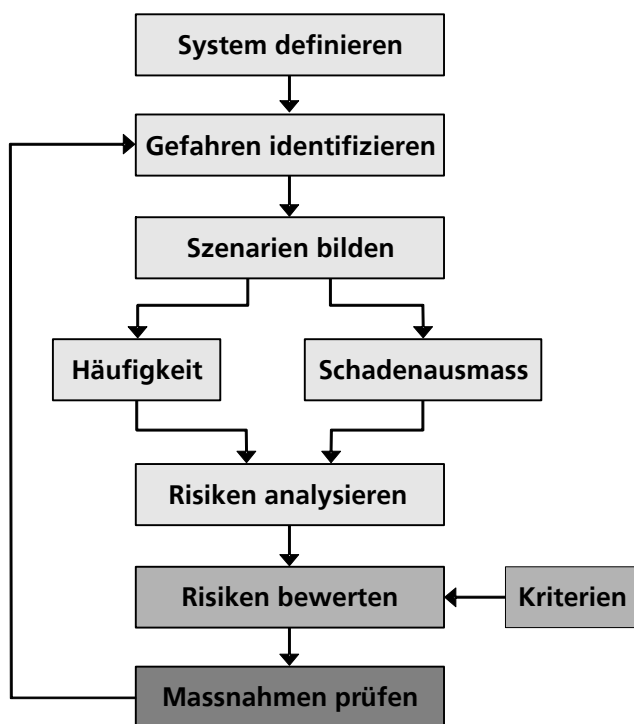 System definieren
Gefahren identifizieren
Szenarien bilden
Häufigkeit
Schadenausmass
Risiken analysieren
Risiken bewerten
Kriterien
Massnahmen prüfen